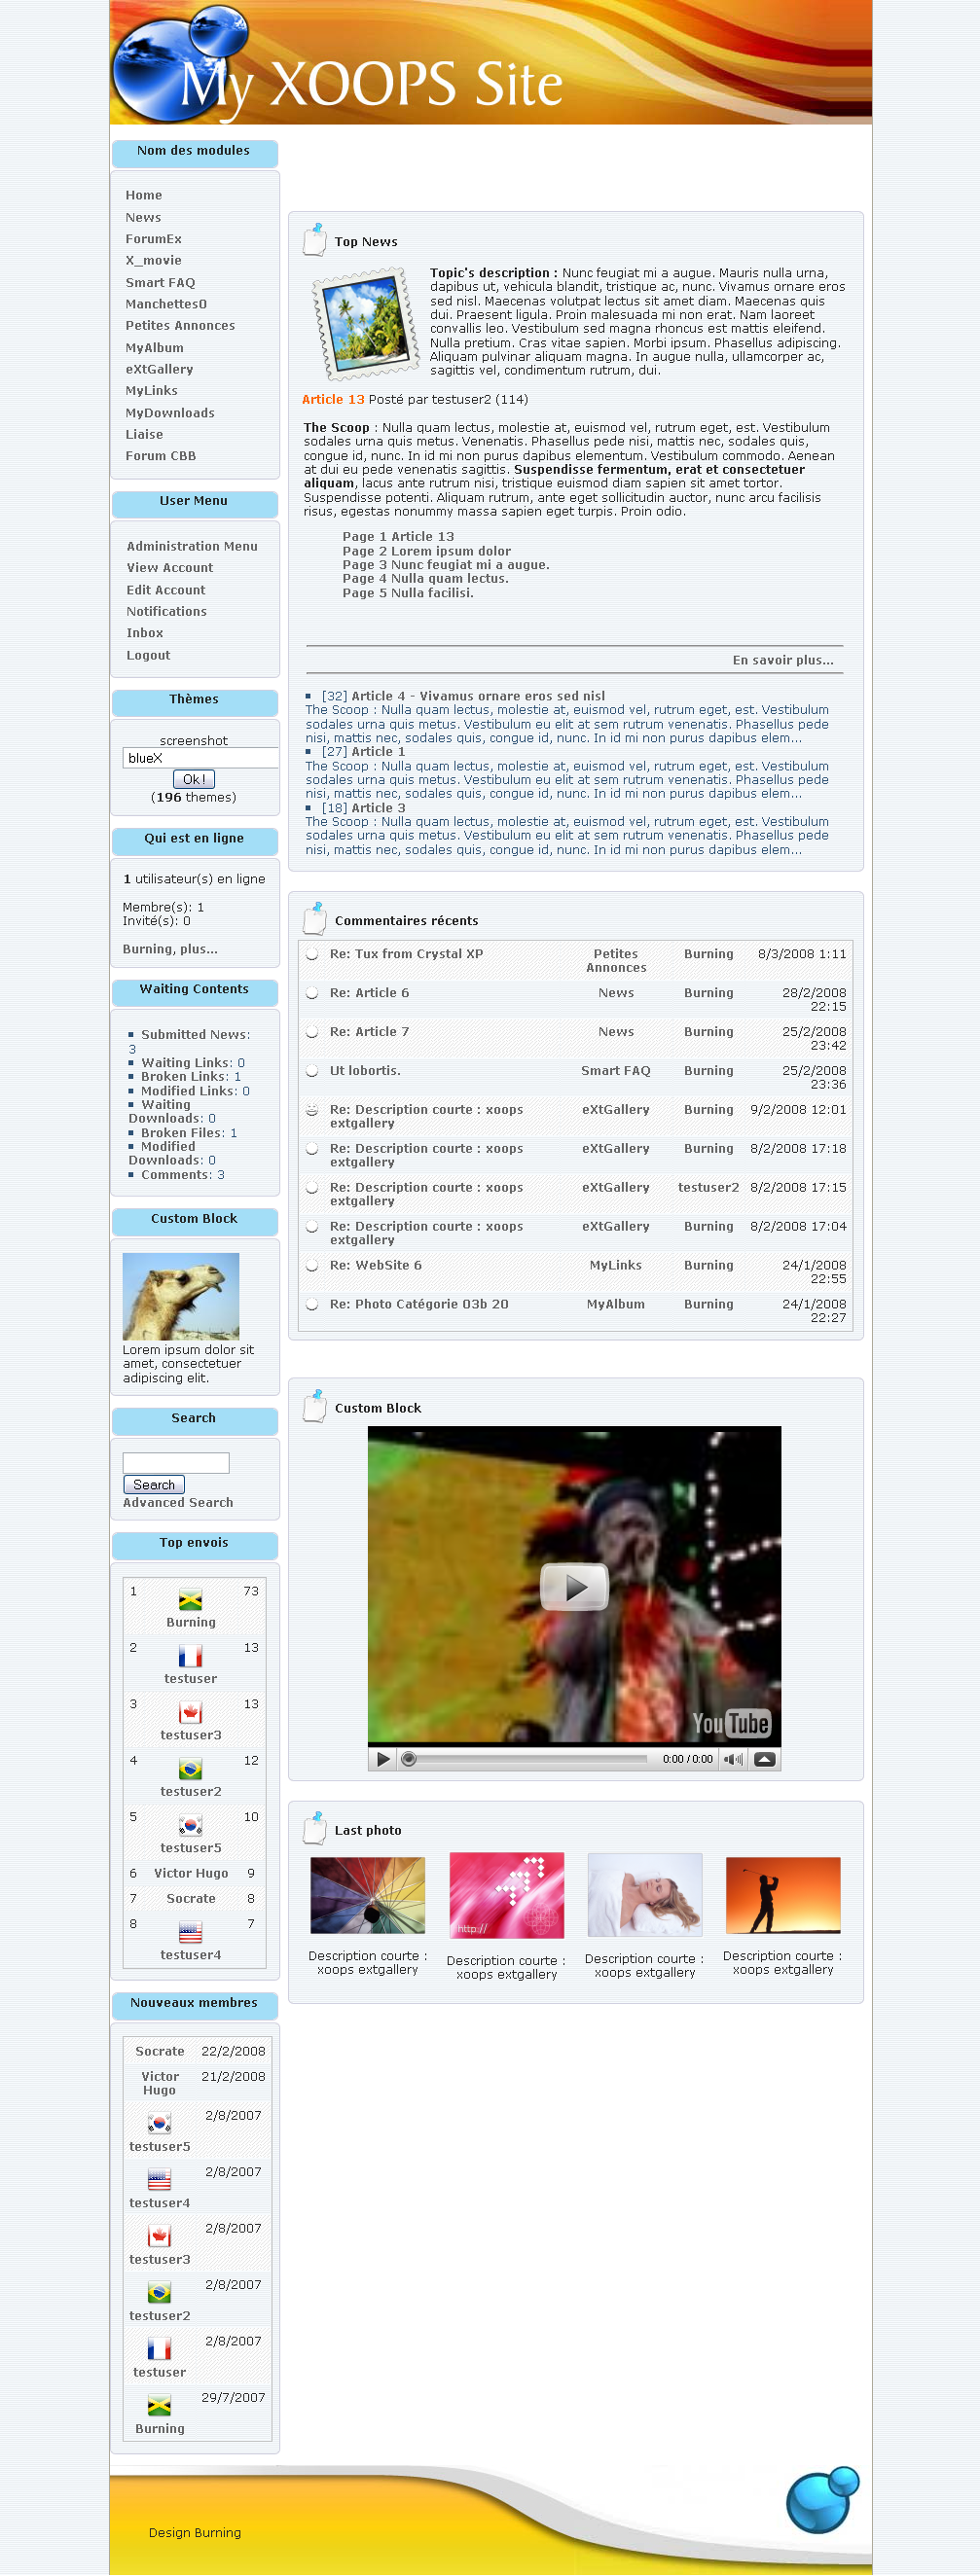 My XOOPS Site
Nom des modules
Home
News
ForumEx
X_movie
Smart FAQ
Manchettes0
Petites Annonces
MyAlbum
eXtGallery
MyLinks
MyDownloads
Liaise
Forum CBB
User Menu
Administration Menu
View Account
Edit Account
Notifications
Inbox
Logout
Thèmes
screenshot
blueX
Ok!
(196 themes)
Qui est en ligne
1 utilisateur(s) en ligne
Membre(s): 1
Invité(s): 0
Burning, plus...
Waiting Contents
Submitted News:
3
Waiting Links: 0
Broken Links: 1
Modified Links: 0
Waiting
Downloads: 0
Broken Files: 1
Modified
Downloads: 0
Comments: 3
Custom Block
Lorem ipsum dolor sit
amet, consectetuer
adipiscing elit.
Search
Search
Advanced Search
Top envois
1 73
Burning
2 13
testuser
3 13
testuser3
4 12
testuser2
5 10
testuser5
6 Victor Hugo 9
7 Socrate 8
8 7
testuser4
Nouveaux membres
Socrate 22/2/2008
Victor 21/2/2008
Hugo
2/8/2007
testuser5
2/8/2007
testuser4
2/8/2007
testuser3
2/8/2007
testuser2
2/8/2007
testuser
29/7/2007
Burning
Top News
Topic's description : Nunc feugiat mi a augue. Mauris nulla urna,
dapibus ut, vehicula blandit, tristique ac, nunc. Vivamus ornare eros
sed nisl. Maecenas volutpat lectus sit amet diam. Maecenas quis
dui. Praesent ligula. Proin malesuada mi non erat. Nam laoreet
convallis leo. Vestibulum sed magna rhoncus est mattis eleifend.
Nulla pretium. Cras vitae sapien. Morbi ipsum. Phasellus adipiscing.
Aliquam pulvinar aliquam magna. In augue nulla, ullamcorper ac,
sagittis vel, condimentum rutrum, dui.
Article 13 Posté par testuser2 (114)
The Scoop : Nulla quam lectus, molestie at, euismod vel, rutrum eget, est. Vestibulum
sodales urna quis metus. Venenatis. Phasellus pede nisi, mattis nec, sodales quis,
congue id, nunc. In id mi non purus dapibus elementum. Vestibulum commodo. Aenean
at dui eu pede venenatis sagittis. Suspendisse fermentum, erat et consectetuer
aliquam, lacus ante rutrum nisi, tristique euismod diam sapien sit amet tortor.
Suspendisse potenti. Aliquam rutrum, ante eget sollicitudin auctor, nunc arcu facilisis
risus, egestas nonummy massa sapien eget turpis. Proin odio.
Page 1 Article 13
Page 2 Lorem ipsum dolor
Page 3 Nunc feugiat mi a augue.
Page 4 Nulla quam lectus.
Page 5 Nulla facilisi.
En savoir plus...
[32] Article 4 - Vivamus ornare eros sed nisl
The Scoop : Nulla quam lectus, molestie at, euismod vel, rutrum eget, est. Vestibulum
sodales urna quis metus. Vestibulum eu elit at sem rutrum venenatis. Phasellus pede
nisi, mattis nec, sodales quis, congue id, nunc. In id mi non purus dapibus elem...
[27] Article 1
The Scoop : Nulla quam lectus, molestie at, euismod vel, rutrum eget, est. Vestibulum
sodales urna quis metus. Vestibulum eu elit at sem rutrum venenatis. Phasellus pede
nisi, mattis nec, sodales quis, congue id, nunc. In id mi non purus dapibus elem...
[18] Article 3
The Scoop : Nulla quam lectus, molestie at, euismod vel, rutrum eget, est. Vestibulum
sodales urna quis metus. Vestibulum eu elit at sem rutrum venenatis. Phasellus pede
nisi, mattis nec, sodales quis, congue id, nunc. In id mi non purus dapibus elem...
Commentaires récents
Re: Tux from Crystal XP Petites Burning 8/3/2008 1:11
Annonces
Re: Article 6 News Burning 28/2/2008
22:15
Re: Article 7 News Burning 25/2/2008
23:42
Ut lobortis. Smart FAQ Burning 25/2/2008
23:36
Re: Description courte : xoops eXtGallery Burning 9/2/2008 12:01
extgallery
Re: Description courte : xoops eXtGallery Burning 8/2/2008 17:18
extgallery
Re: Description courte : xoops eXtGallery testuser2 8/2/2008 17:15
extgallery
Re: Description courte : xoops eXtGallery Burning 8/2/2008 17:04
extgallery
Re: WebSite 6 MyLinks Burning 24/1/2008
22:55
Re: Photo Catégorie 03b 20 MyAlbum Burning 24/1/2008
22:27
Custom Block
YouTube
0:00 / 0:00
Last photo
http://
Description courte :
xoops extgallery
Description courte :
xoops extgallery
Description courte :
xoops extgallery
Description courte :
xoops extgallery
Design Burning